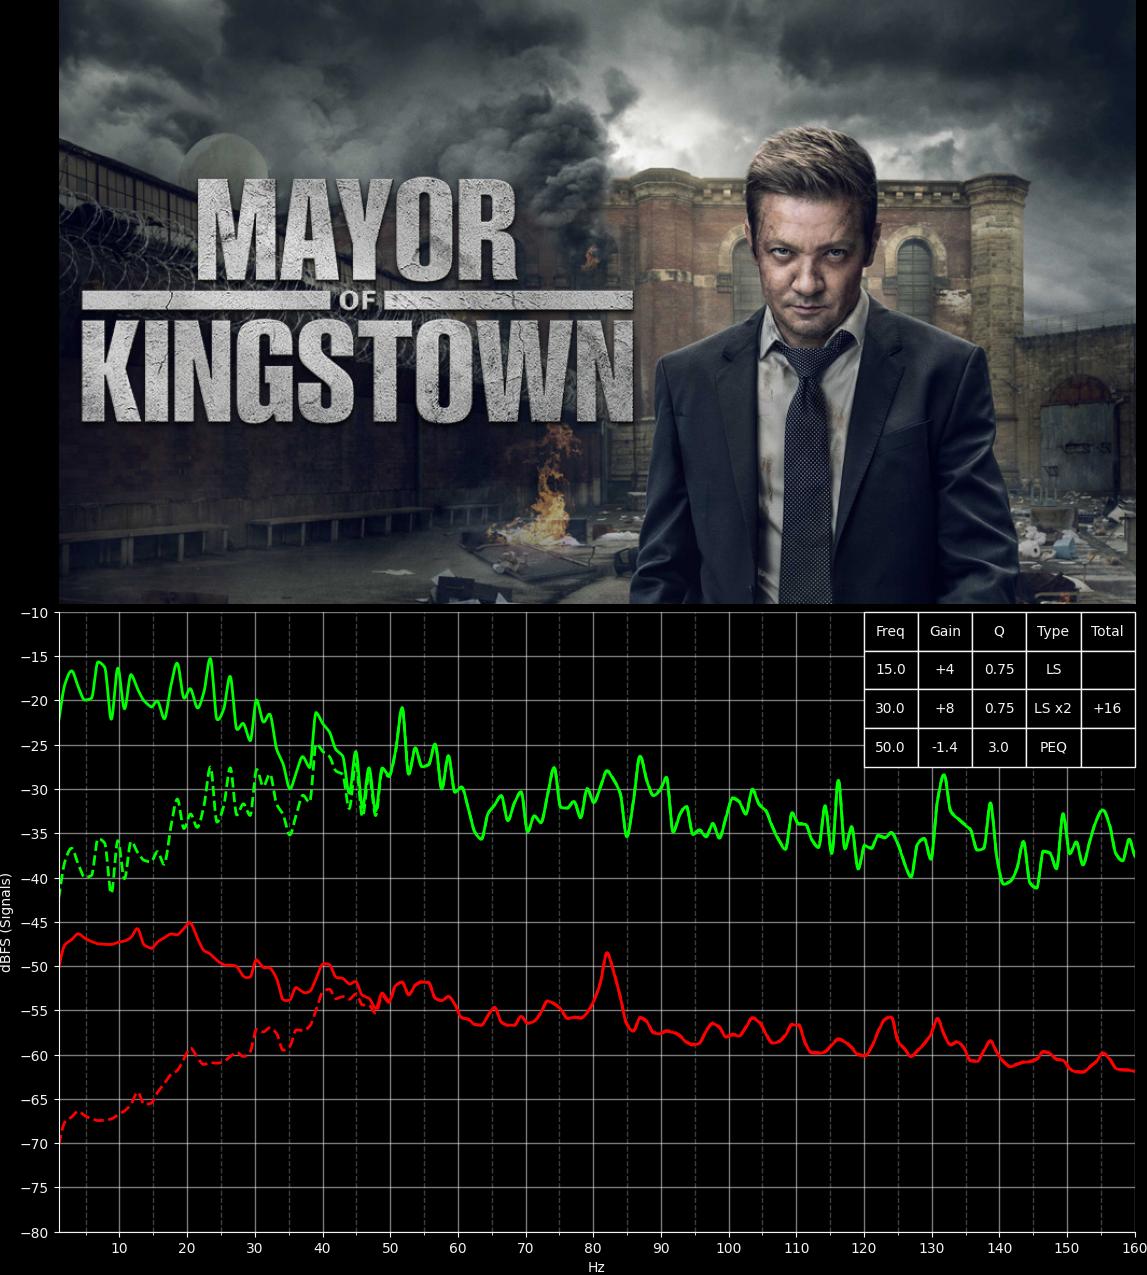 MAYOR
OF
KINGSTOWN
Freq Gain Q Type Total
15.0 +4 0.75 LS
30.0 +8 0.75 LS x2 +16
50.0 -1.4 3.0 PEQ
−10
−15
−20
−25
−30
−35
−40
−45
−50
−55
−60
−65
−70
−75
−80
dBFS (Signals)
10 20 30 40 50 60 70 80 90 100 110 120 130 140 150 160
Hz